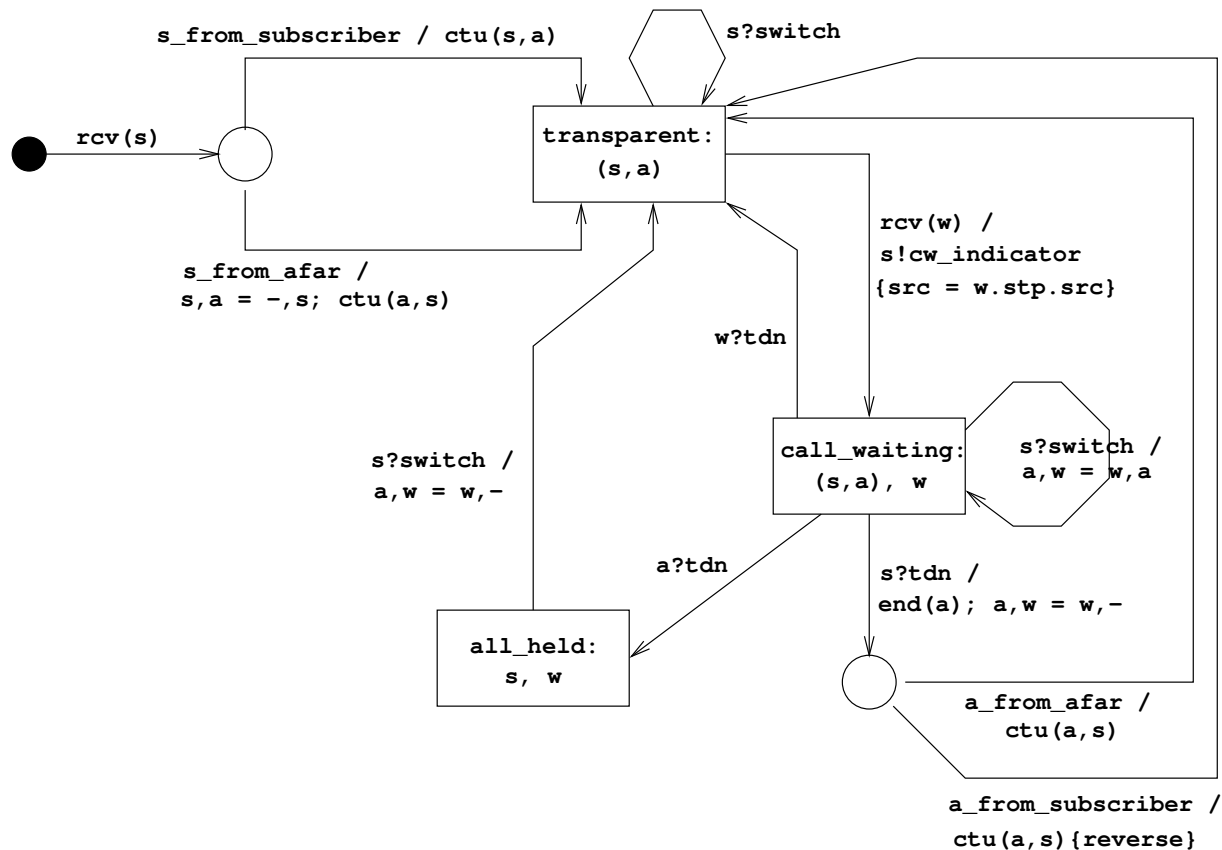 s_from_subscriber / ctu(s,a)
s?switch
rcv(s)
transparent:
(s,a)
s_from_afar /
s,a = -,s; ctu(a,s)
rcv(w) /
s!cw_indicator
{src = w.stp.src}
w?tdn
s?switch /
a,w = w,-
call_waiting:
(s,a), w
s?switch /
a,w = w,a
a?tdn
s?tdn /
end(a); a,w = w,-
all_held:
s, w
a_from_afar /
ctu(a,s)
a_from_subscriber /
ctu(a,s){reverse}